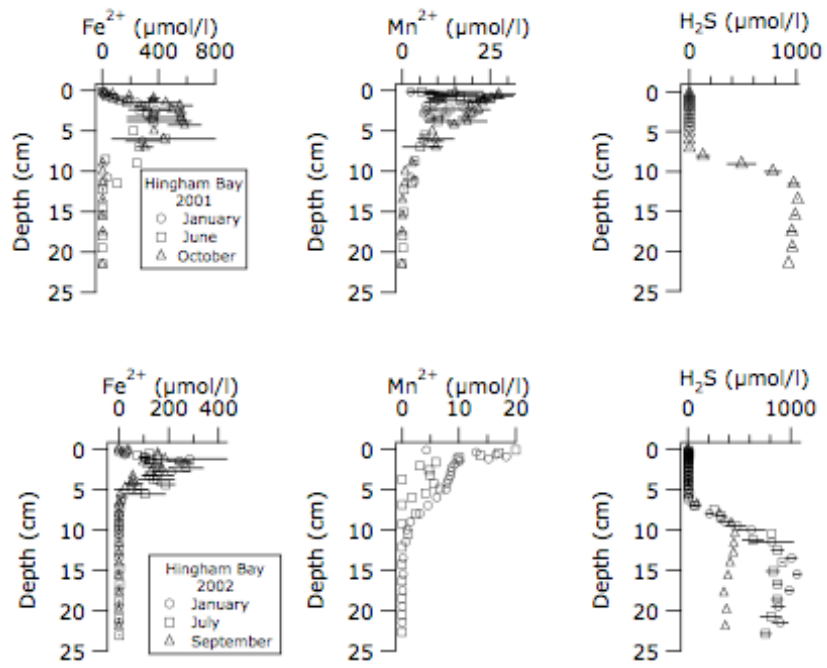 Fe2+ (μmol/l)
0 400 800
Mn2+ (μmol/l)
0 25
H2S (μmol/l)
0 1000
Depth (cm)
0
5
10
15
20
25
Hingham Bay
2001
January
June
October
Depth (cm)
0
5
10
15
20
25
Depth (cm)
0
5
10
15
20
25
Fe2+ (μmol/l)
0 200 400
Mn2+ (μmol/l)
0 10 20
H2S (μmol/l)
0 1000
Depth (cm)
0
5
10
15
20
25
Hingham Bay
2002
January
July
September
Depth (cm)
0
5
10
15
20
25
Depth (cm)
0
5
10
15
20
25